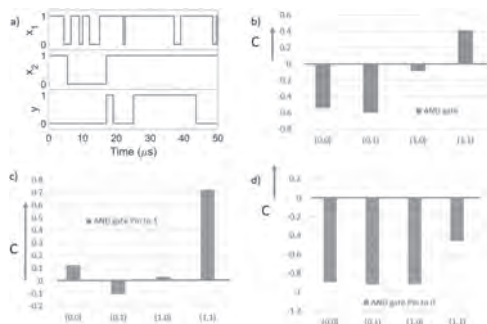 a)
1
x₁
0
1
x₂
0
1
y
0
0 10 20 30 40 50
Time (μs)
b)
0.6
0.4
0.2
0
0.2
0.4
0.6
0.8
C
AND gate
(0,0) (0,1) (1,0) (1,1)
c)
0.8
0.7
0.6
0.5
0.4
0.3
0.2
0.1
0
-0.1
-0.2
C
AND gate Pin to 1
(0,0) (0,1) (1,0) (1,1)
d)
0.2
0
-0.2
-0.4
-0.6
-0.8
-1
-1.2
C
AND gate Pin to 0
(0,0) (0,1) (1,0) (1,1)